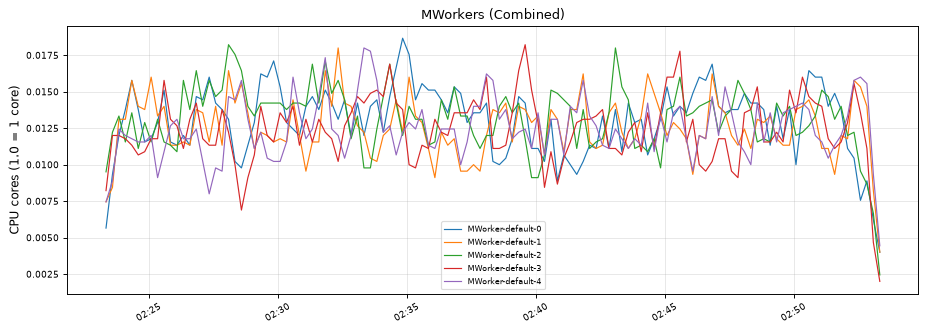 MWorkers (Combined)
CPU cores (1.0 = 1 core)
0.0175
0.0150
0.0125
0.0100
0.0075
0.0050
0.0025
MWorker-default-0
MWorker-default-1
MWorker-default-2
MWorker-default-3
MWorker-default-4
02:25
02:30
02:35
02:40
02:45
02:50